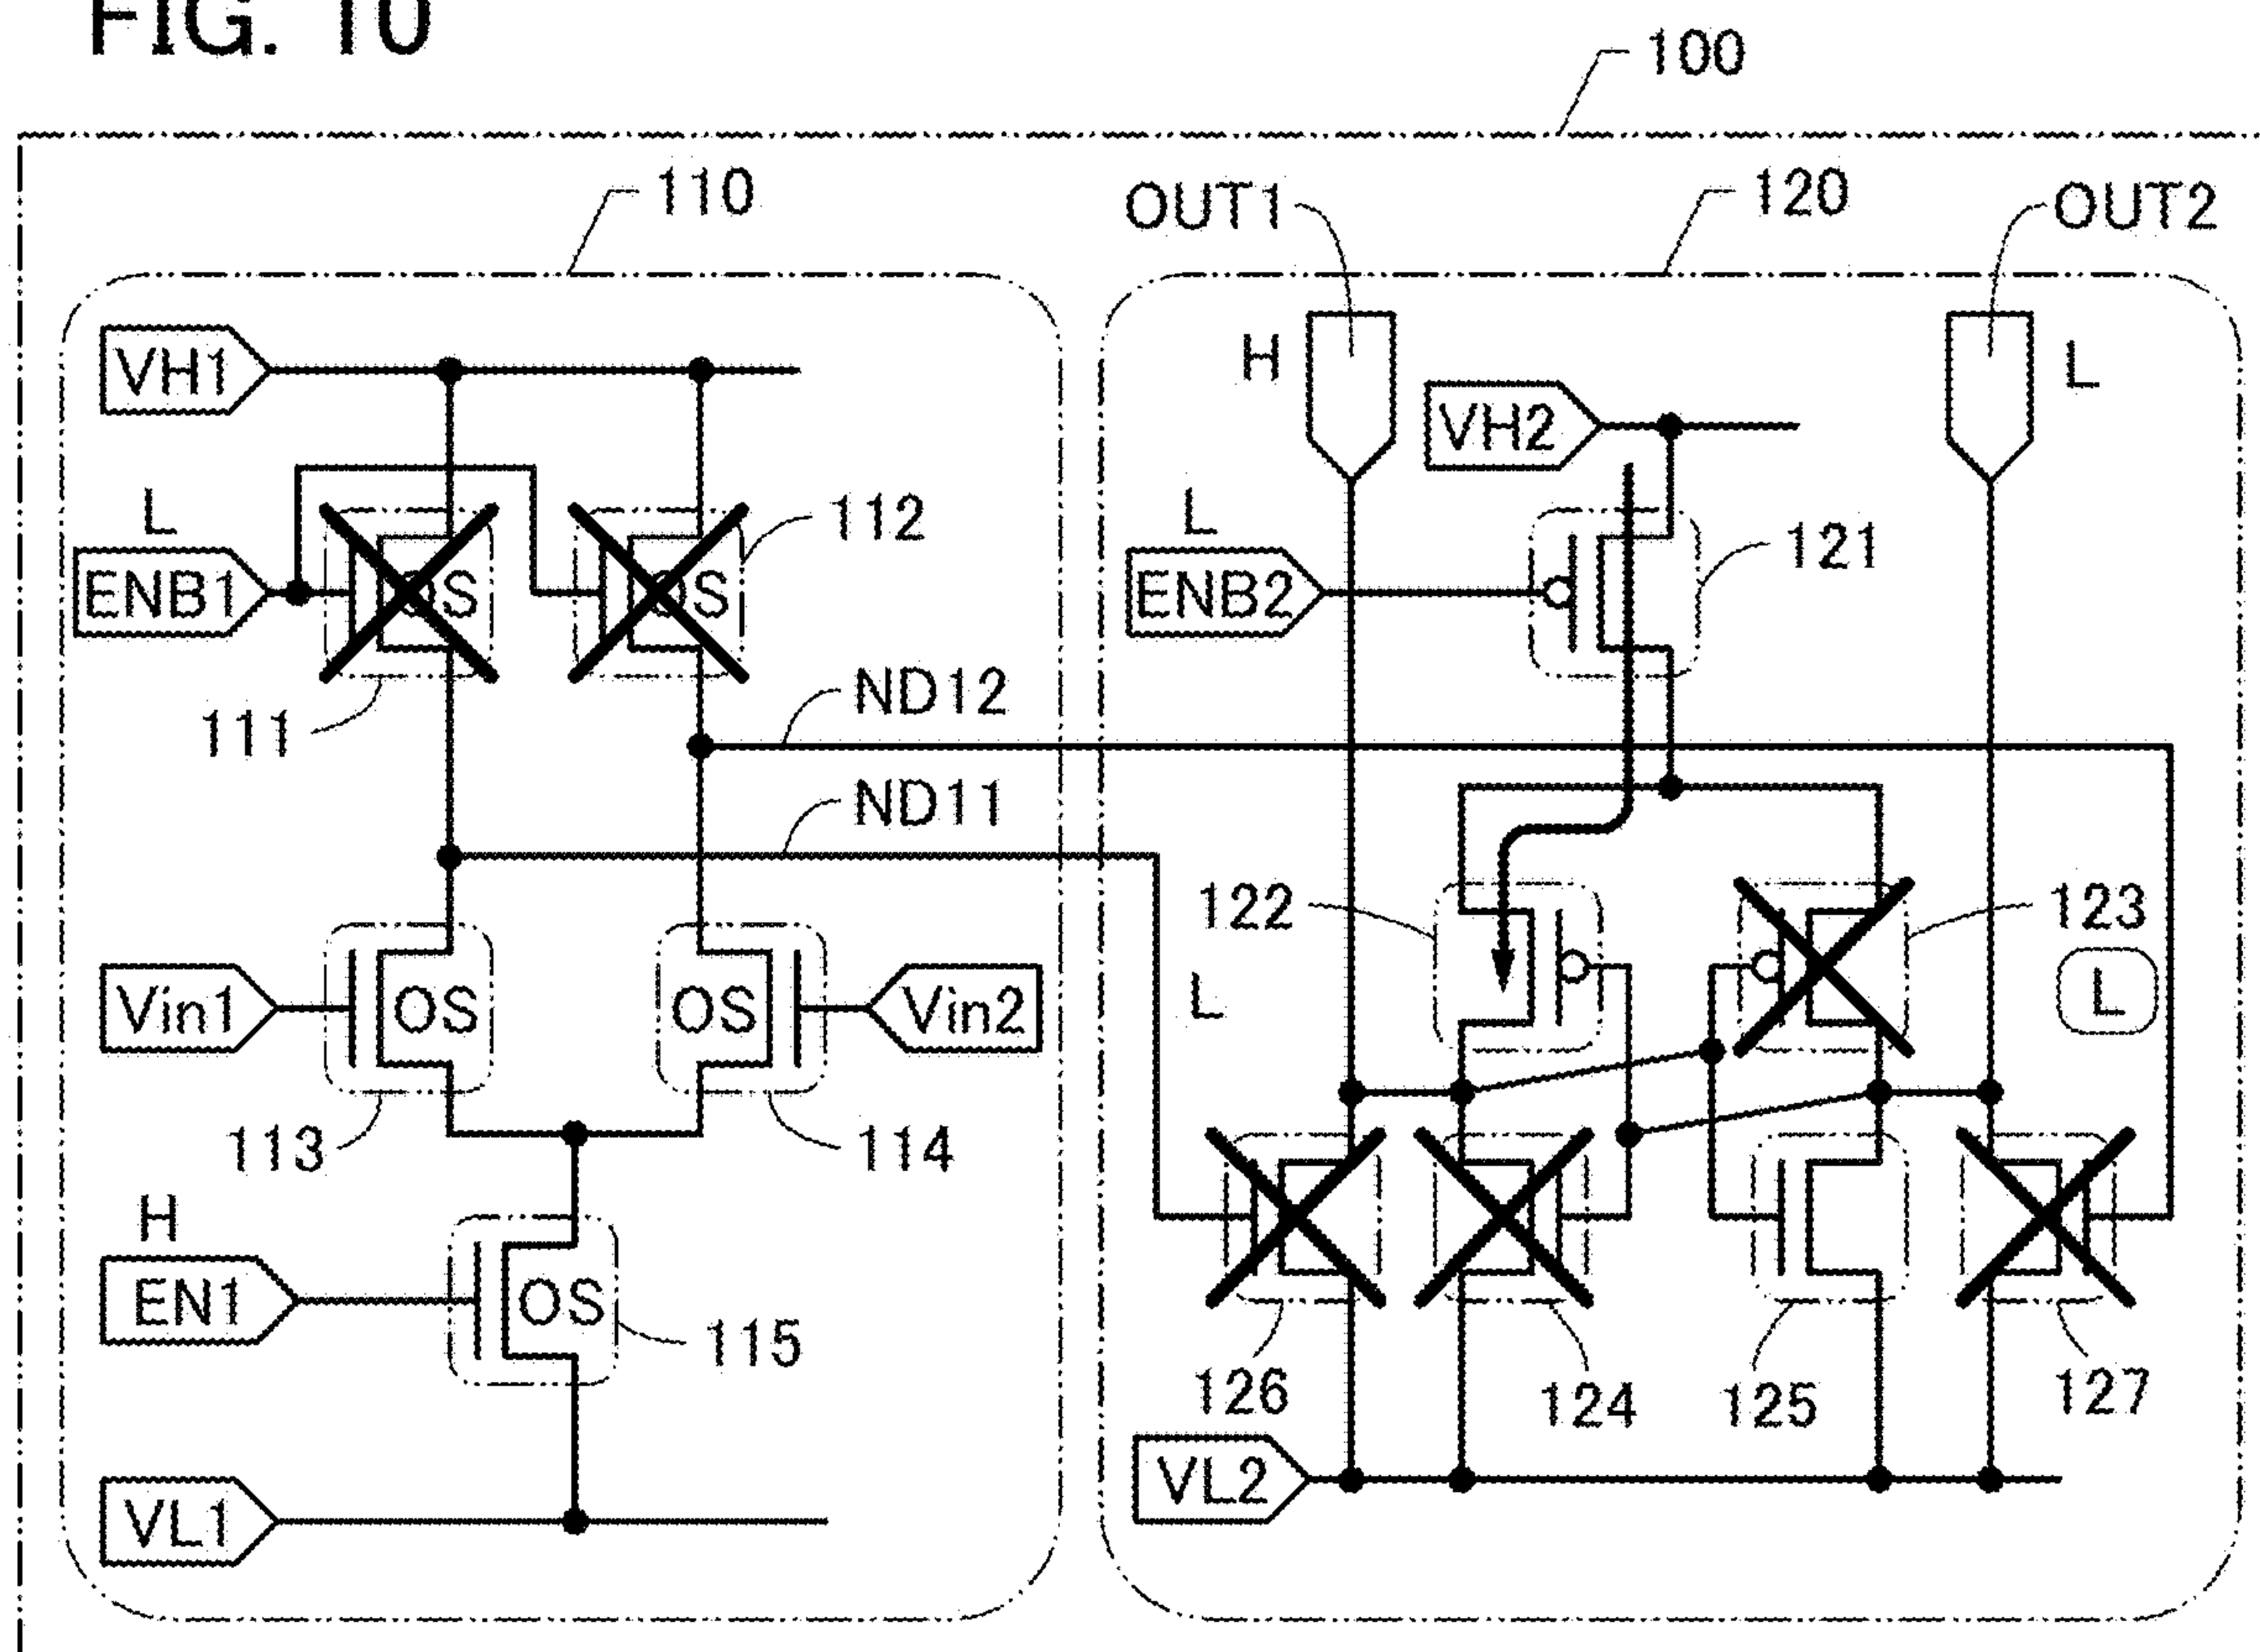 FIG. 10
100
110
OUT1
120
OUT2
VH1
H
VH2
L
L
ENB1
OS
OS
112
L
ENB2
121
111
ND12
ND11
122
123
L
L
Vin1
OS
OS
Vin2
113
114
H
EN1
OS
115
126
124
125
127
VL2
VL1